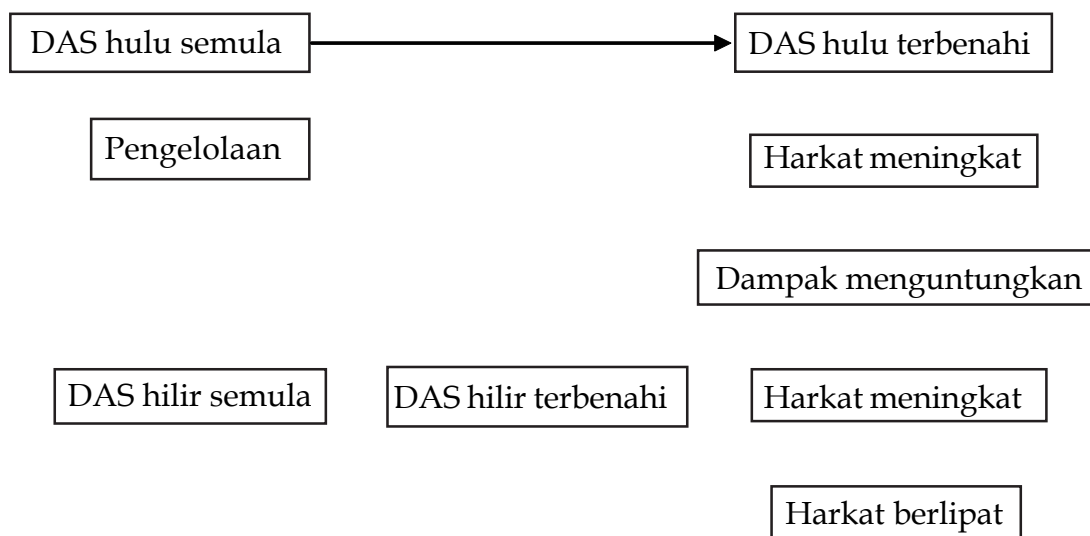 DAS hulu semula
DAS hulu terbenahi
Pengelolaan
Harkat meningkat
Dampak menguntungkan
DAS hilir semula
DAS hilir terbenahi
Harkat meningkat
Harkat berlipat